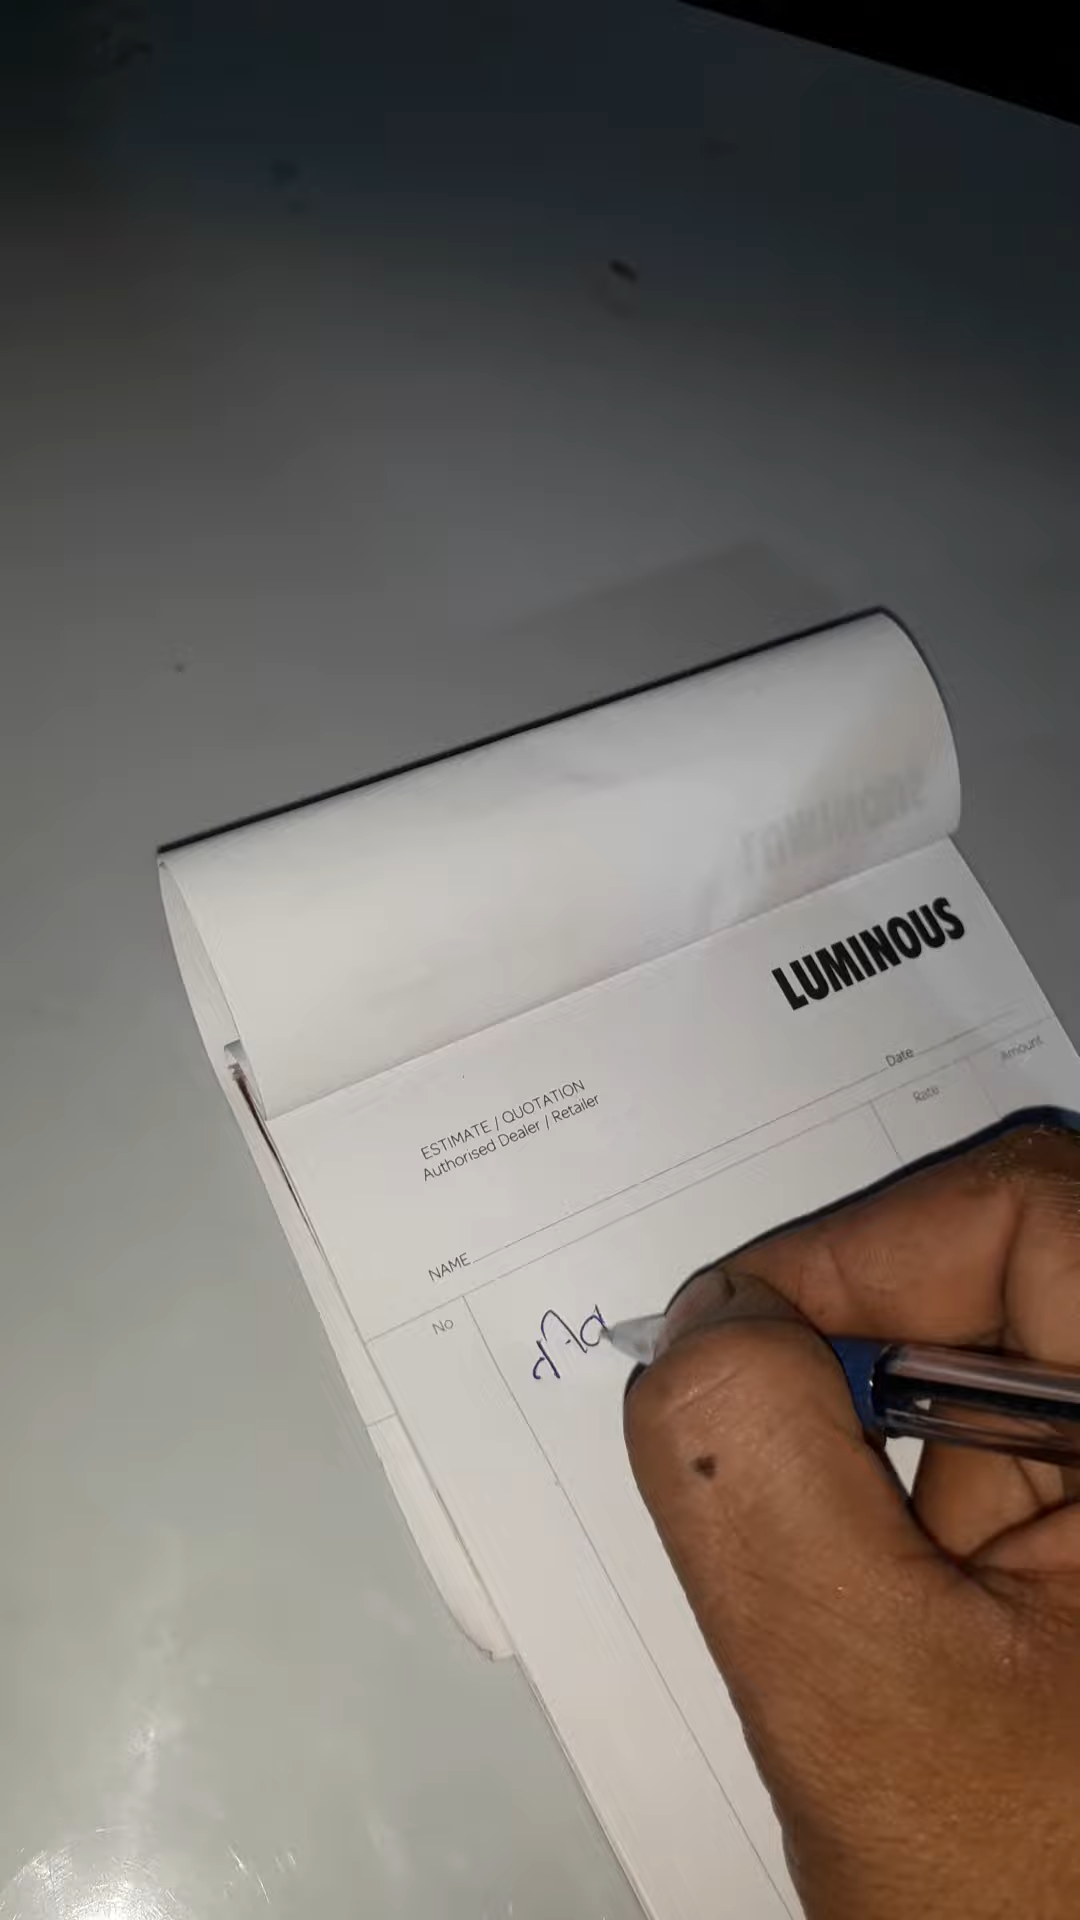 LUMINOUS
ESTIMATE / QUOTATION
Authorised Dealer / Retailer
Date
NAME
No
Rate
Amount